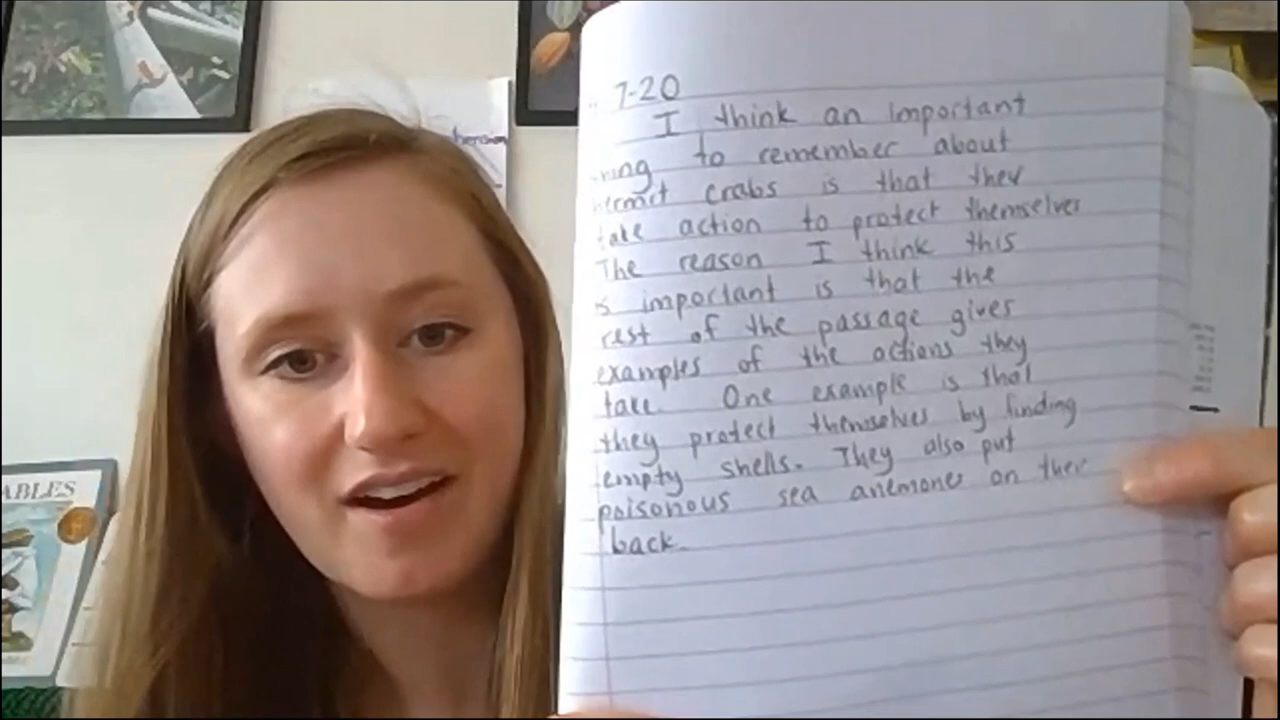 7-20
I think an important
thing to remember about
hermit crabs is that they
take action to protect themselves
The reason I think this
is important is that the
rest of the passage gives
examples of the actions they
take. One example is that
they protect themselves by finding
empty shells. They also put
poisonous sea anemones on their
back.
ABLES